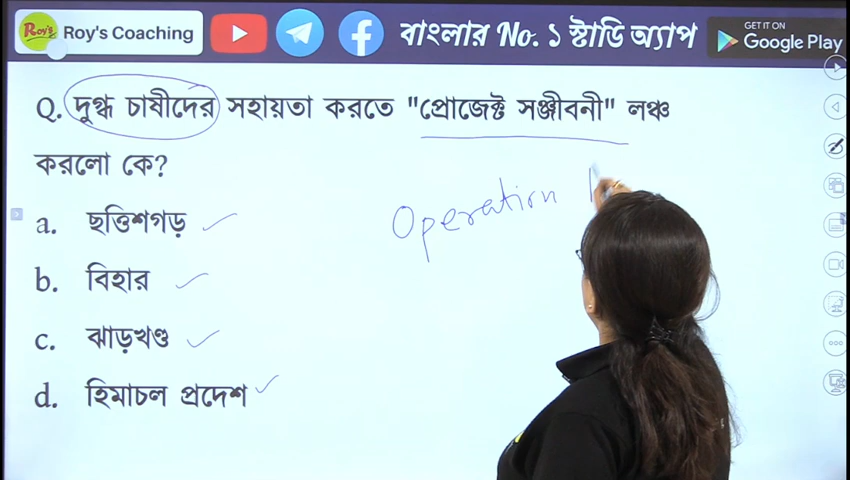 Roy's Roy's Coaching
বাংলার No. ১ স্টাডি অ্যাপ
GET IT ON
Google Play
Q. দুগ্ধ চাষীদের সহায়তা করতে "প্রোজেক্ট সঞ্জীবনী" লঞ্চ
করলো কে?
Operation
a. ছত্তিশগড়
b. বিহার
c. ঝাড়খণ্ড
d. হিমাচল প্রদেশ